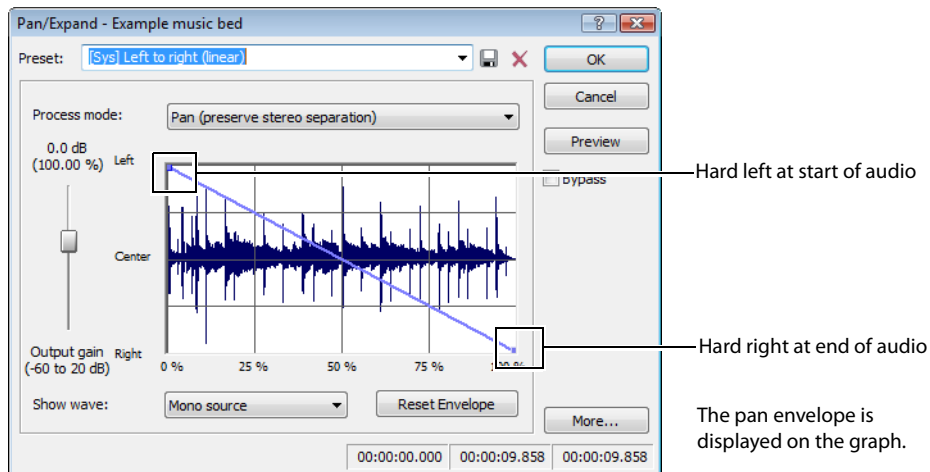 Pan/Expand - Example music bed
Preset: [Sys] Left to right (linear)
OK
Cancel
Process mode: Pan (preserve stereo separation)
Preview
0.0 dB
(100.00 %)
Left
Hard left at start of audio
Bypass
Center
Output gain
(-60 to 20 dB)
Right
Hard right at end of audio
0 % 25 % 50 % 75 % 100 %
Show wave: Mono source
Reset Envelope
More...
The pan envelope is
displayed on the graph.
00:00:00.000 00:00:09.858 00:00:09.858